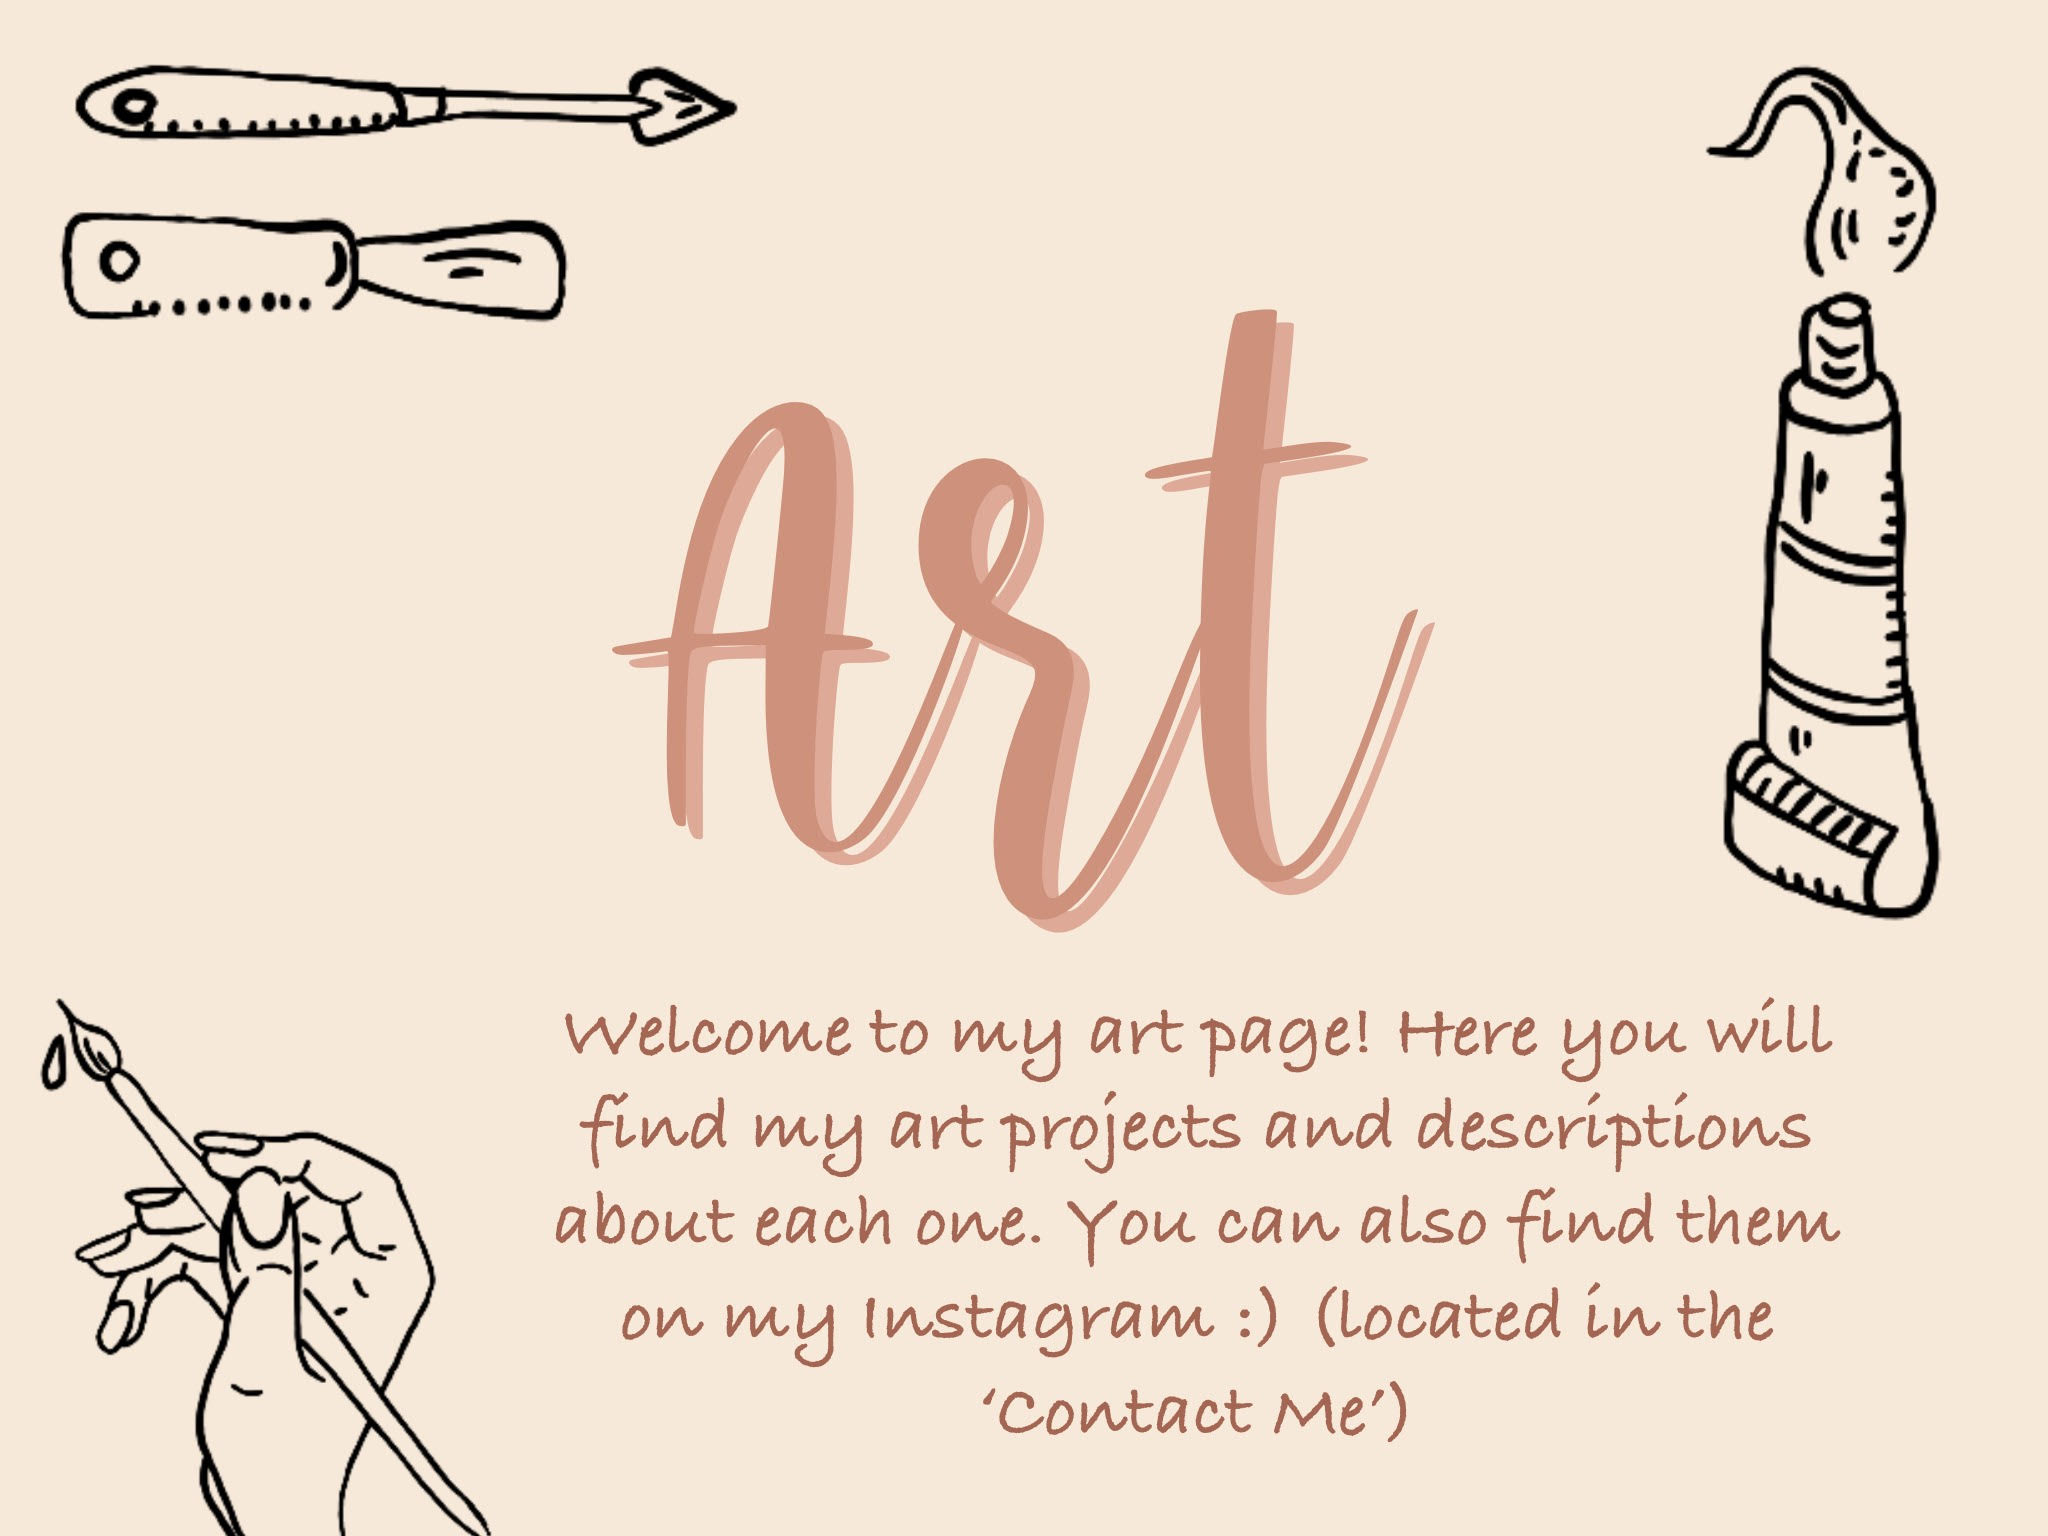 Art
Welcome to my art page! Here you will
find my art projects and descriptions
about each one. You can also find them
on my Instagram :) (located in the
‘Contact Me’)